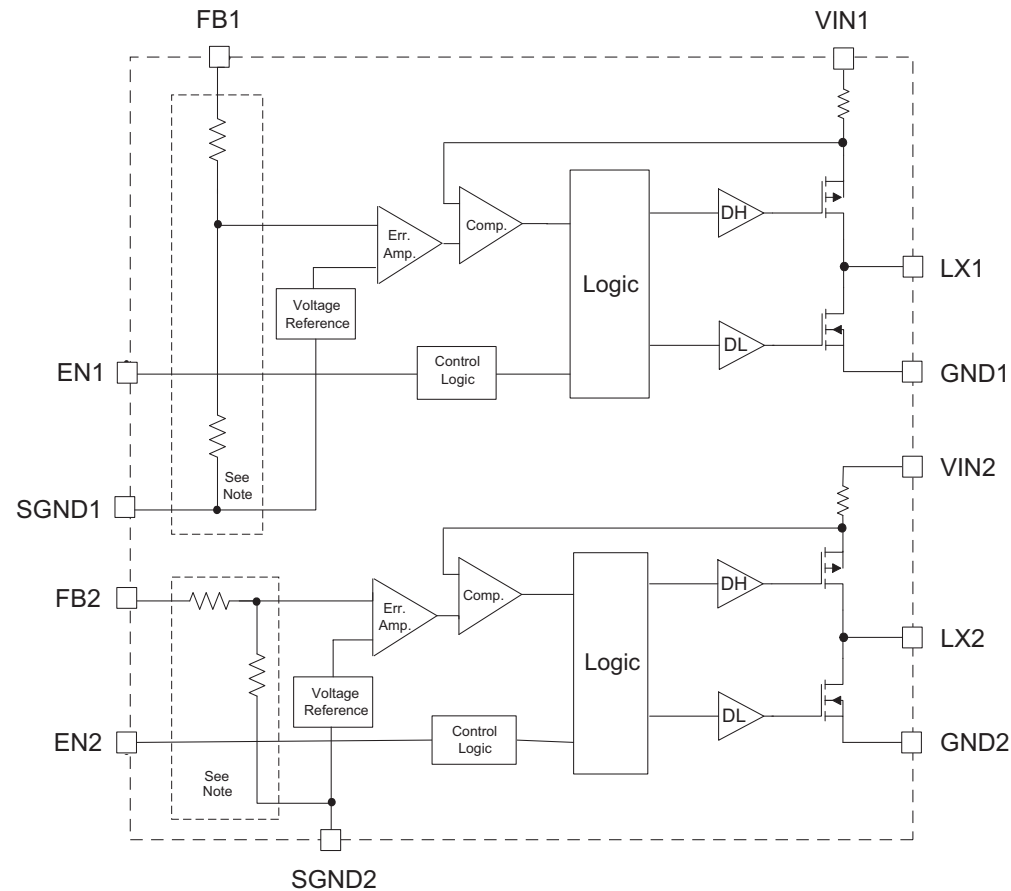 FB1
VIN1
DH
Comp.
Err.
Amp.
LX1
Logic
Voltage
Reference
DL
EN1
Control
Logic
GND1
See
Note
SGND1
VIN2
DH
FB2
Comp.
Err.
Amp.
LX2
Logic
Voltage
Reference
DL
EN2
Control
Logic
GND2
See
Note
SGND2